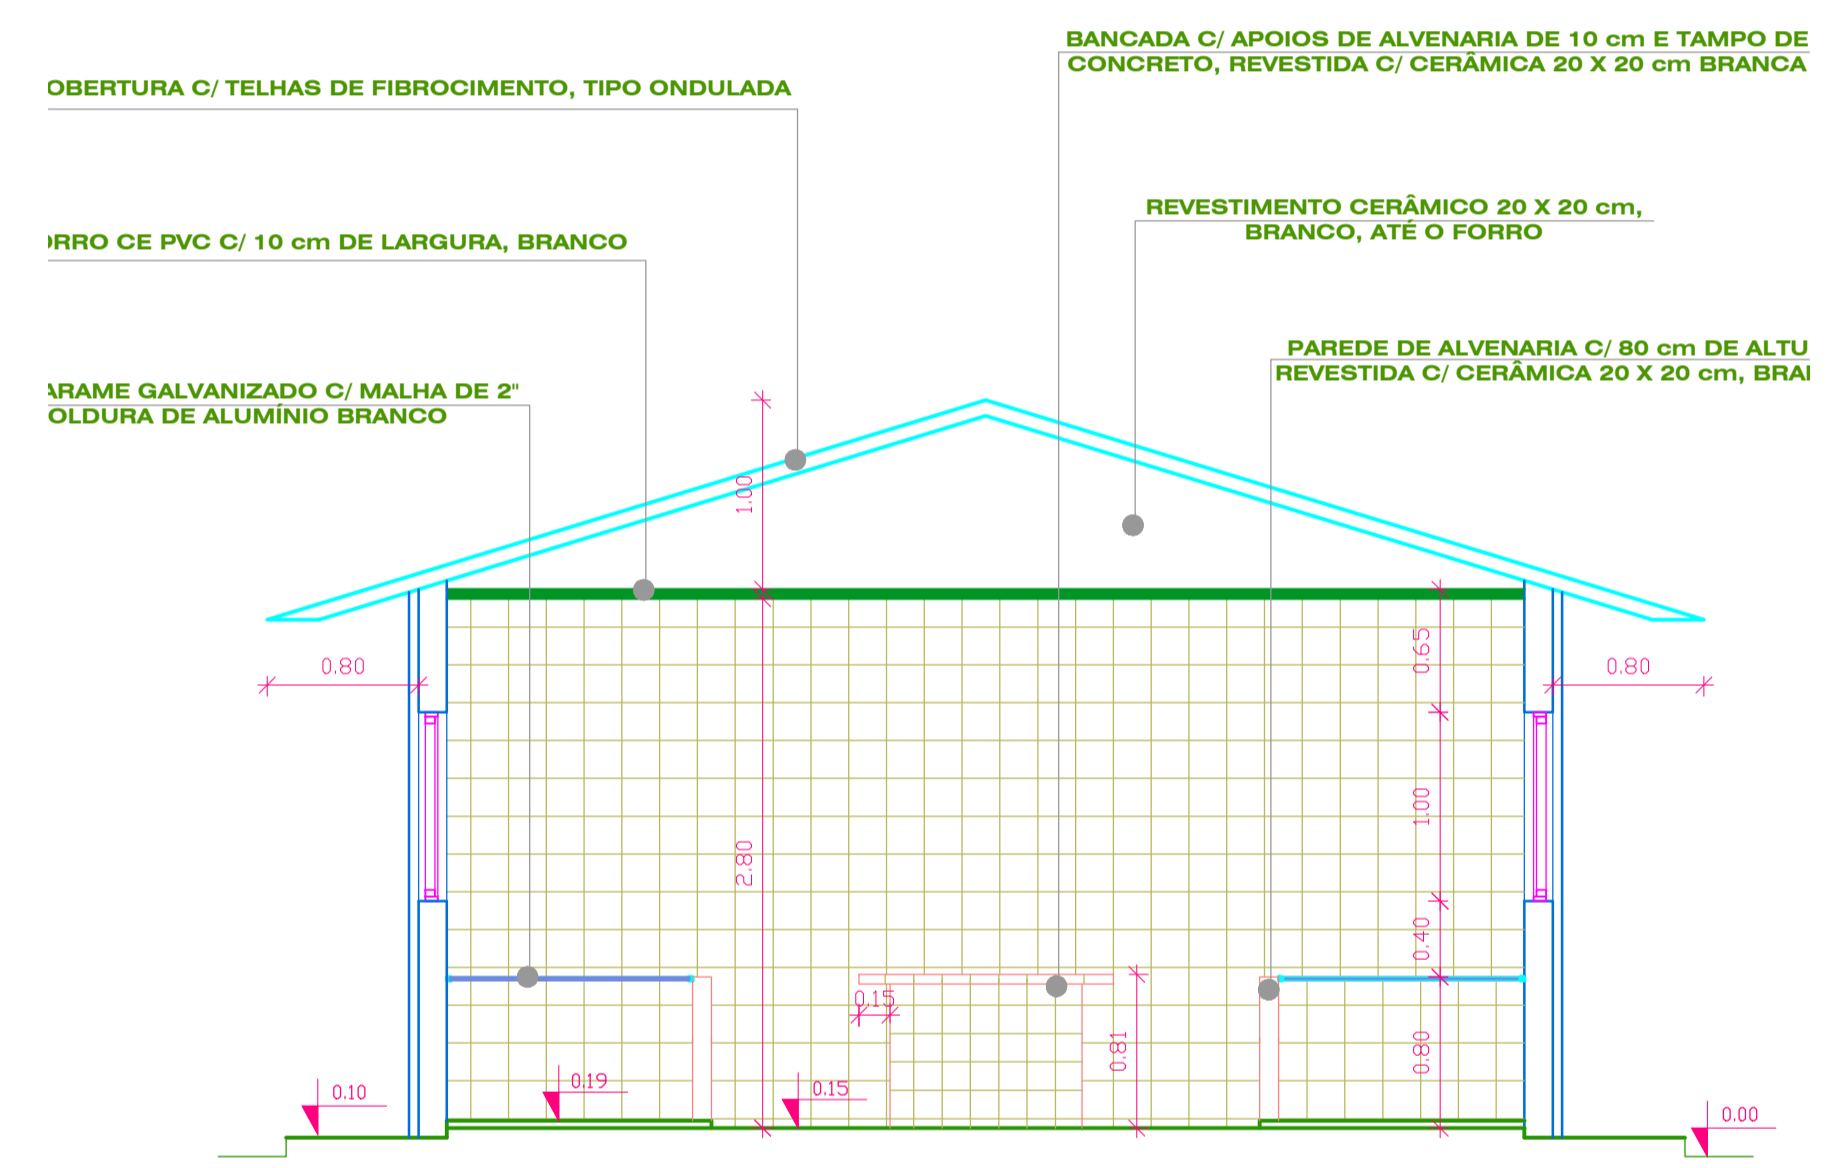 BANCADA C/ APOIOS DE ALVENARIA DE 10 cm E TAMPO DE
CONCRETO, REVESTIDA C/ CERÂMICA 20 X 20 cm BRANCA
OBERTURA C/ TELHAS DE FIBROCIMENTO, TIPO ONDULADA
REVESTIMENTO CERÂMICO 20 X 20 cm,
BRANCO, ATÉ O FORRO
ORRO CE PVC C/ 10 cm DE LARGURA, BRANCO
PAREDE DE ALVENARIA C/ 80 cm DE ALTU
REVESTIDA C/ CERÂMICA 20 X 20 cm, BRAI
ARAME GALVANIZADO C/ MALHA DE 2"
OLDURA DE ALUMÍNIO BRANCO
1.00
0.65
0.80
0.80
1.00
2.80
0.40
0.15
0.81
0.80
0.19
0.15
0.10
0.00